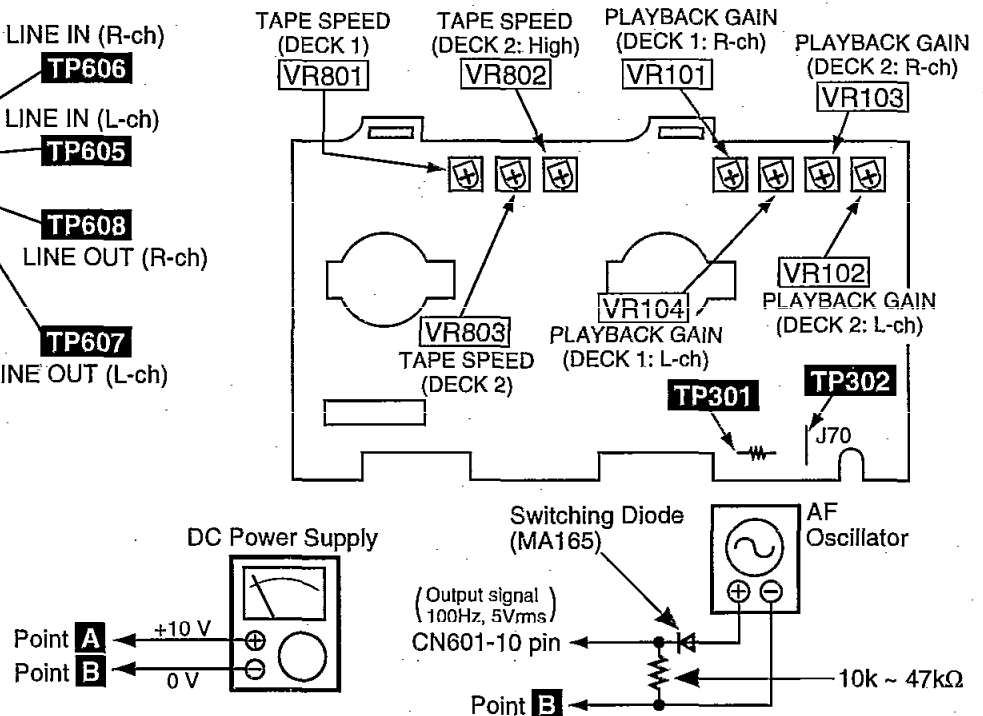 LINE IN (R-ch)
TP606
LINE IN (L-ch)
TP605
TP608
LINE OUT (R-ch)
TP607
INE OUT (L-ch)
TAPE SPEED
(DECK 1)
VR801
TAPE SPEED
(DECK 2: High)
VR802
PLAYBACK GAIN
(DECK 1: R-ch)
VR101
PLAYBACK GAIN
(DECK 2: R-ch)
VR103
VR803
TAPE SPEED
(DECK 2)
VR104
PLAYBACK GAIN
(DECK 1: L-ch)
VR102
PLAYBACK GAIN
(DECK 2: L-ch)
TP301
TP302
J70
DC Power Supply
Point A
+10 V
Point B
0 V
Switching Diode
(MA165)
AF
Oscillator
(Output signal
100Hz, 5Vrms)
CN601-10 pin
10k ~ 47kΩ
Point B